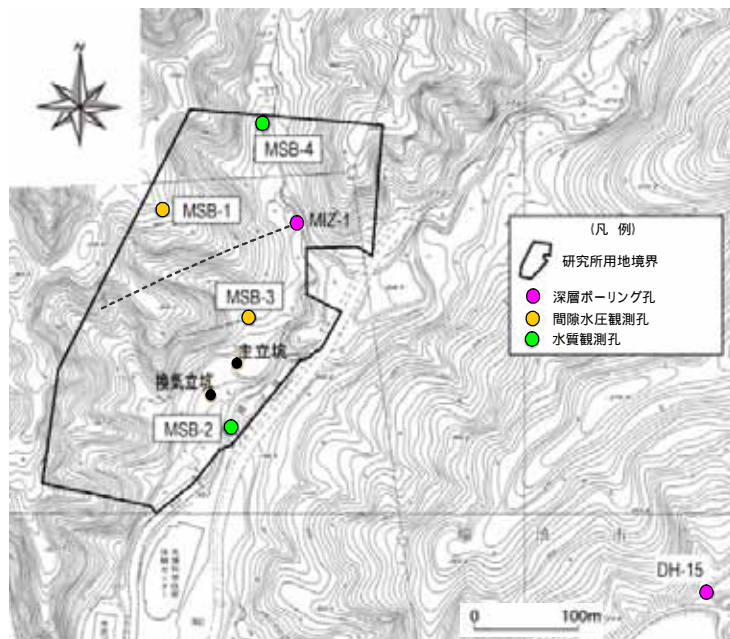 N
MSB-4
MSB-1
MIZ-1
MSB-3
主立坑
換気立坑
MSB-2
(凡 例)
研究所用地境界
深層ボーリング孔
間隙水圧観測孔
水質観測孔
DH-15
0 100m